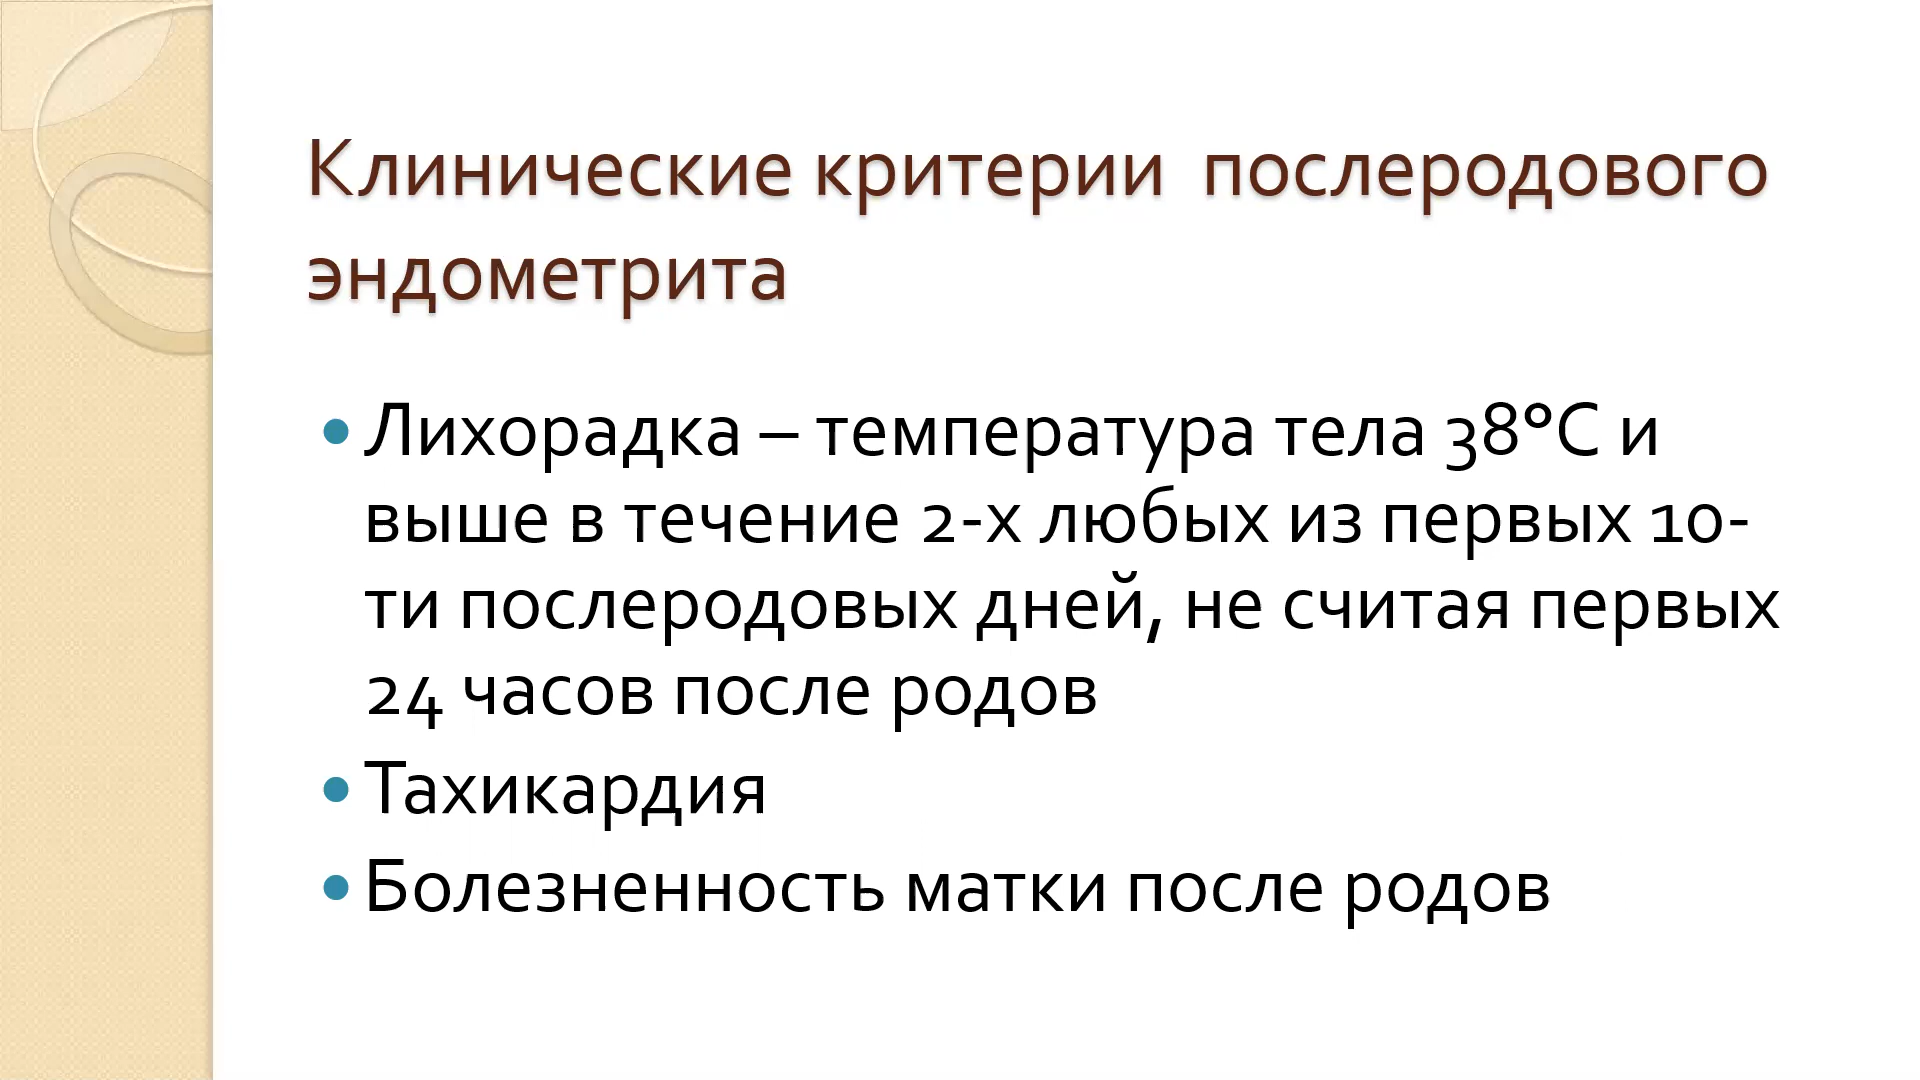 Клинические критерии  послеродового
эндометрита
• Лихорадка – температура тела 38°С и
выше в течение 2-х любых из первых 10-
ти послеродовых дней, не считая первых
24 часов после родов
• Тахикардия
• Болезненность матки после родов